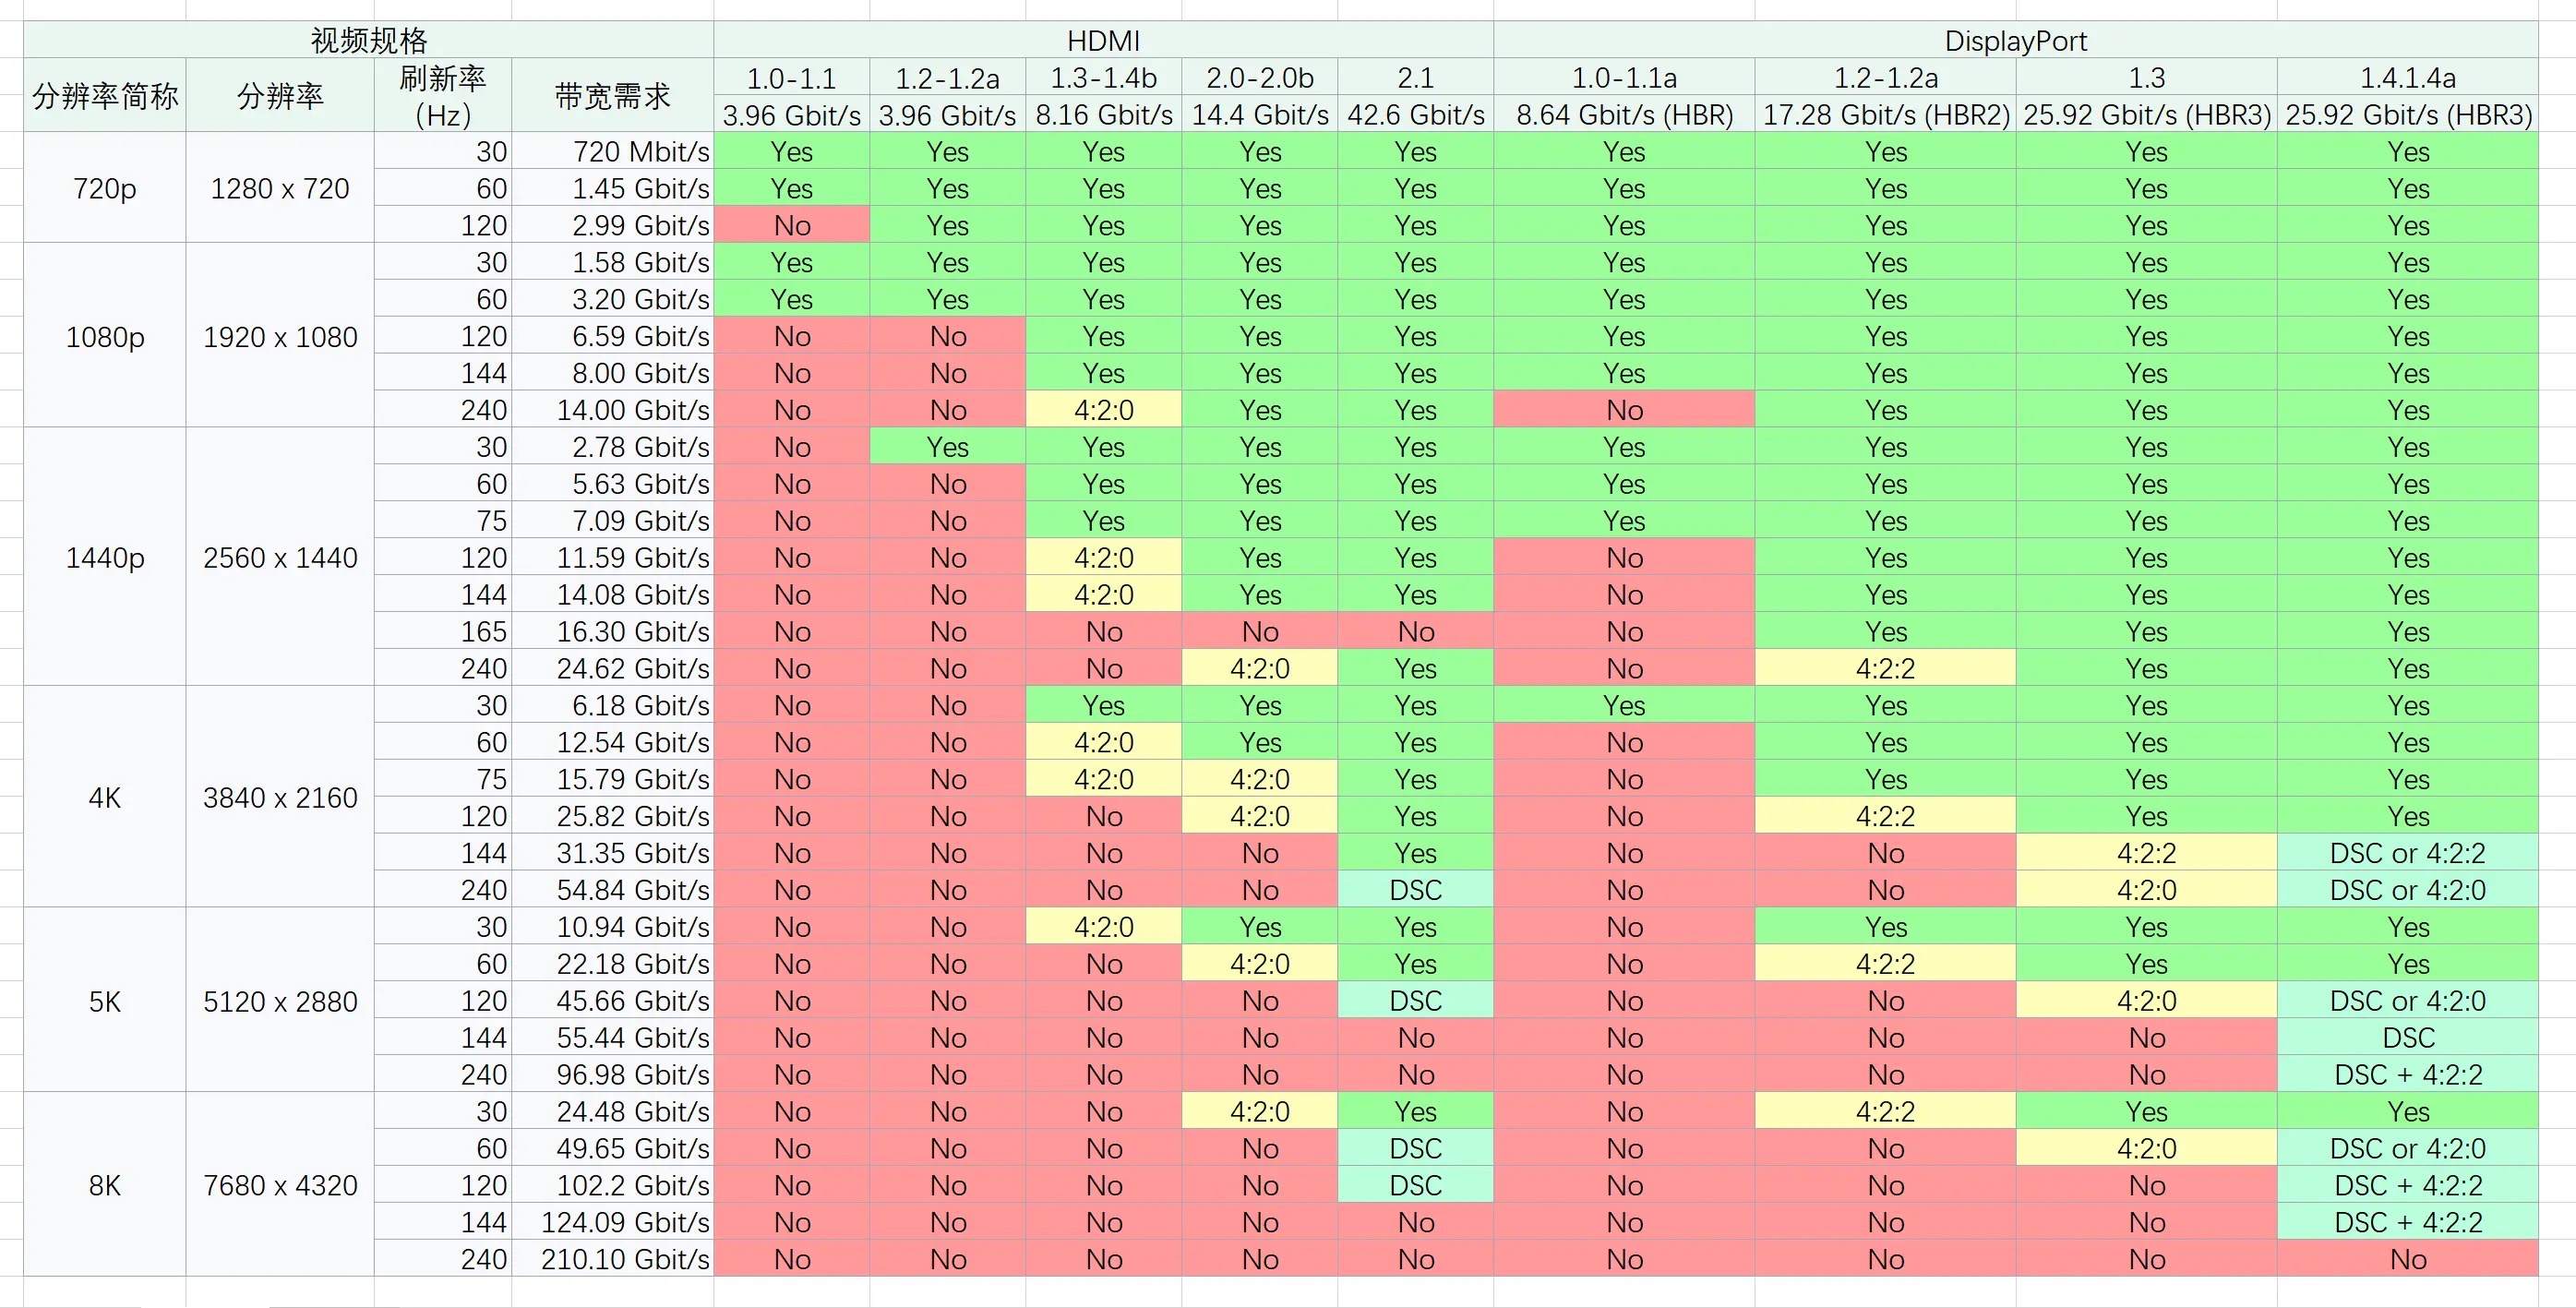 视频规格 HDMI DisplayPort
分辨率简称 分辨率 刷新率（Hz） 带宽需求 1.0-1.1 1.2-1.2a 1.3-1.4b 2.0-2.0b 2.1 1.0-1.1a 1.2-1.2a 1.3 1.4.1.4a
3.96 Gbit/s 3.96 Gbit/s 8.16 Gbit/s 14.4 Gbit/s 42.6 Gbit/s 8.64 Gbit/s (HBR) 17.28 Gbit/s (HBR2) 25.92 Gbit/s (HBR3) 25.92 Gbit/s (HBR3)
720p 1280 x 720 30 720 Mbit/s Yes Yes Yes Yes Yes Yes Yes Yes Yes
60 1.45 Gbit/s Yes Yes Yes Yes Yes Yes Yes Yes Yes
120 2.99 Gbit/s No Yes Yes Yes Yes Yes Yes Yes Yes
1080p 1920 x 1080 30 1.58 Gbit/s Yes Yes Yes Yes Yes Yes Yes Yes Yes
60 3.20 Gbit/s Yes Yes Yes Yes Yes Yes Yes Yes Yes
120 6.59 Gbit/s No No Yes Yes Yes Yes Yes Yes Yes
144 8.00 Gbit/s No No Yes Yes Yes Yes Yes Yes Yes
240 14.00 Gbit/s No No 4:2:0 Yes Yes No Yes Yes Yes
1440p 2560 x 1440 30 2.78 Gbit/s No Yes Yes Yes Yes Yes Yes Yes Yes
60 5.63 Gbit/s No No Yes Yes Yes Yes Yes Yes Yes
75 7.09 Gbit/s No No Yes Yes Yes Yes Yes Yes Yes
120 11.59 Gbit/s No No 4:2:0 Yes Yes No Yes Yes Yes
144 14.08 Gbit/s No No 4:2:0 Yes Yes No Yes Yes Yes
165 16.30 Gbit/s No No No No No No Yes Yes Yes
240 24.62 Gbit/s No No No 4:2:0 Yes No 4:2:2 Yes Yes
4K 3840 x 2160 30 6.18 Gbit/s No No Yes Yes Yes Yes Yes Yes Yes
60 12.54 Gbit/s No No 4:2:0 Yes Yes No Yes Yes Yes
75 15.79 Gbit/s No No 4:2:0 4:2:0 Yes No Yes Yes Yes
120 25.82 Gbit/s No No No 4:2:0 Yes No 4:2:2 Yes Yes
144 31.35 Gbit/s No No No No Yes No No 4:2:2 DSC or 4:2:2
240 54.84 Gbit/s No No No No DSC No No 4:2:0 DSC or 4:2:0
5K 5120 x 2880 30 10.94 Gbit/s No No 4:2:0 Yes Yes No Yes Yes Yes
60 22.18 Gbit/s No No No 4:2:0 Yes No 4:2:2 Yes Yes
120 45.66 Gbit/s No No No No DSC No No 4:2:0 DSC or 4:2:0
144 55.44 Gbit/s No No No No No No No No DSC
240 96.98 Gbit/s No No No No No No No No DSC + 4:2:2
8K 7680 x 4320 30 24.48 Gbit/s No No No 4:2:0 Yes No 4:2:2 Yes Yes
60 49.65 Gbit/s No No No No DSC No No 4:2:0 DSC or 4:2:0
120 102.2 Gbit/s No No No No DSC No No No DSC + 4:2:2
144 124.09 Gbit/s No No No No No No No No DSC + 4:2:2
240 210.10 Gbit/s No No No No No No No No No